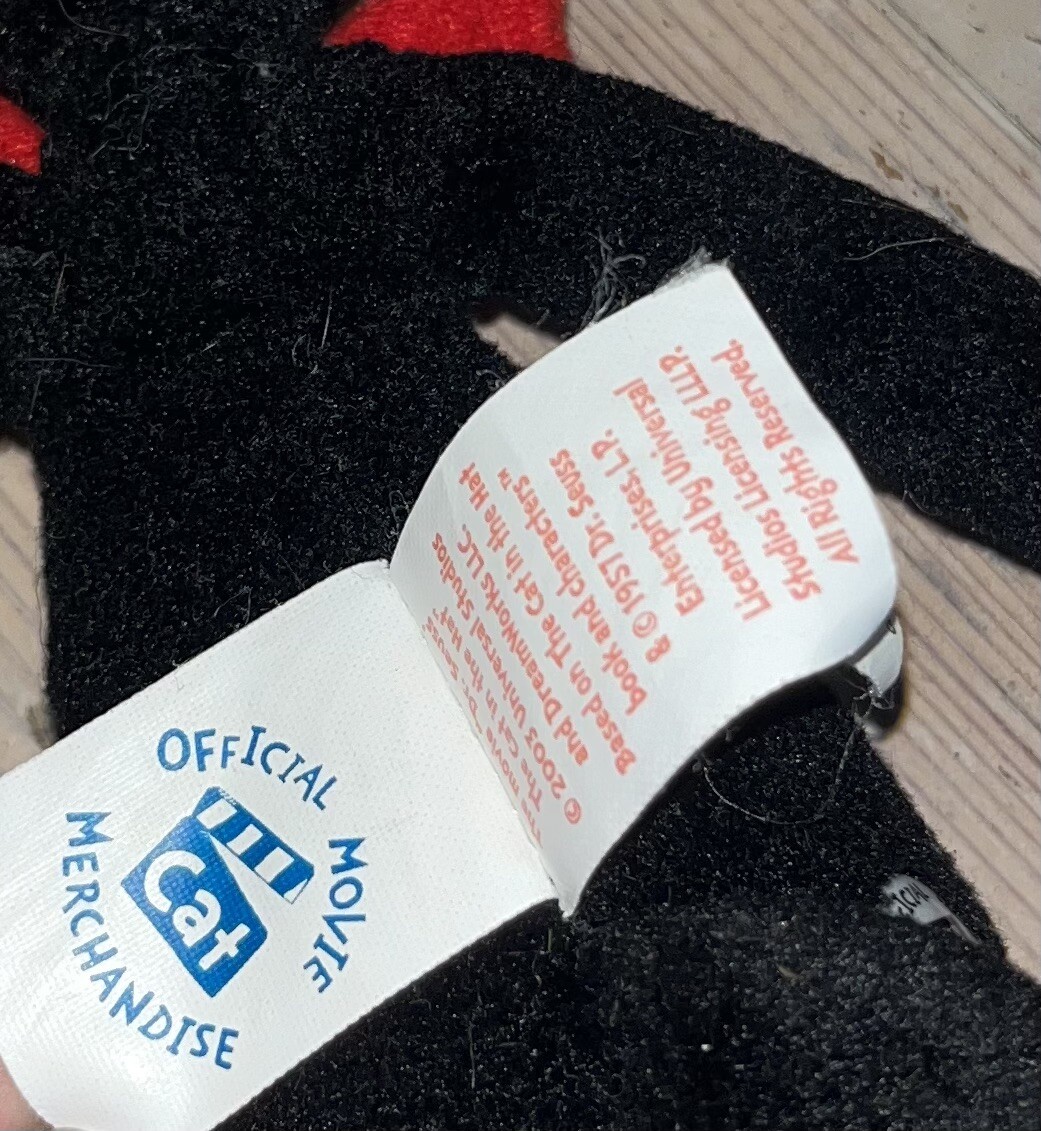 OFFICIAL MOVIE
MERCHANDISE
Cat
The movie "Dr. Seuss'
The Cat in the Hat"
© 2003 Universal Studios
and DreamWorks LLC.
Based on The Cat in the Hat
book and characters™
& © 1957 Dr. Seuss
Enterprises, L.P.
Licensed by Universal
Studios Licensing LLLP.
All Rights Reserved.